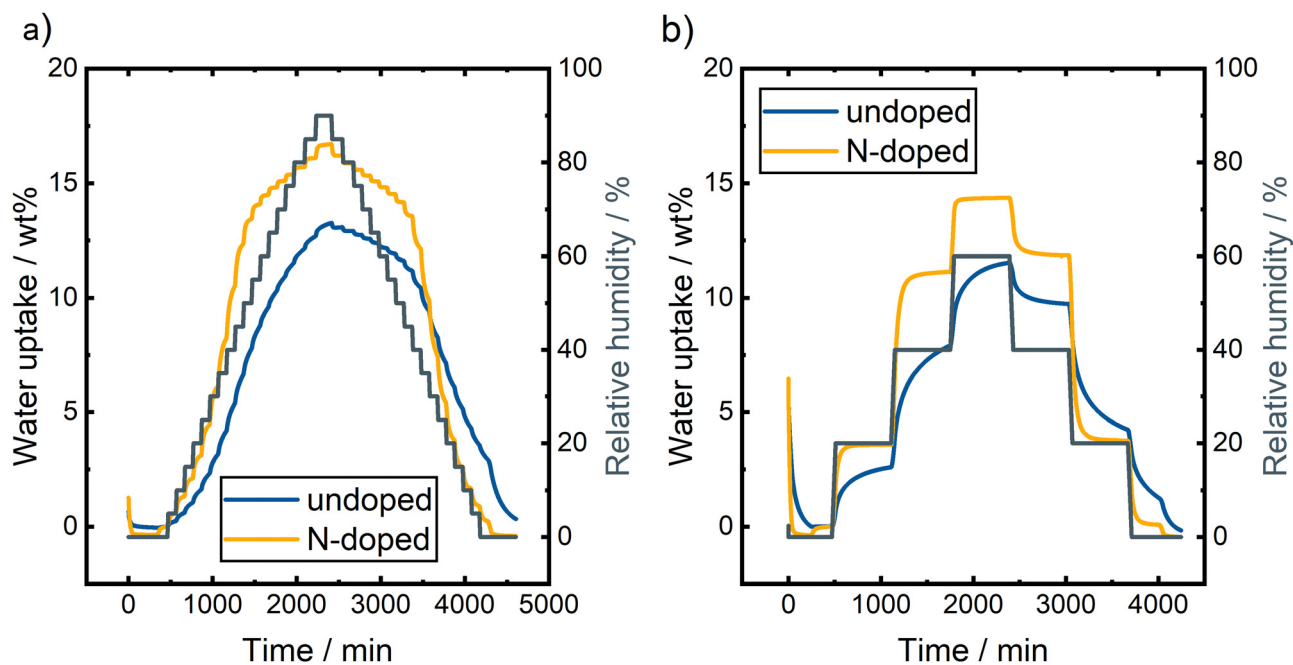 a)
20
15
10
5
0
Water uptake / wt%
100
80
60
40
20
0
Relative humidity / %
undoped
N-doped
0 1000 2000 3000 4000 5000
Time / min
b)
20
15
10
5
0
Water uptake / wt%
undoped
N-doped
100
80
60
40
20
0
Relative humidity / %
0 1000 2000 3000 4000
Time / min